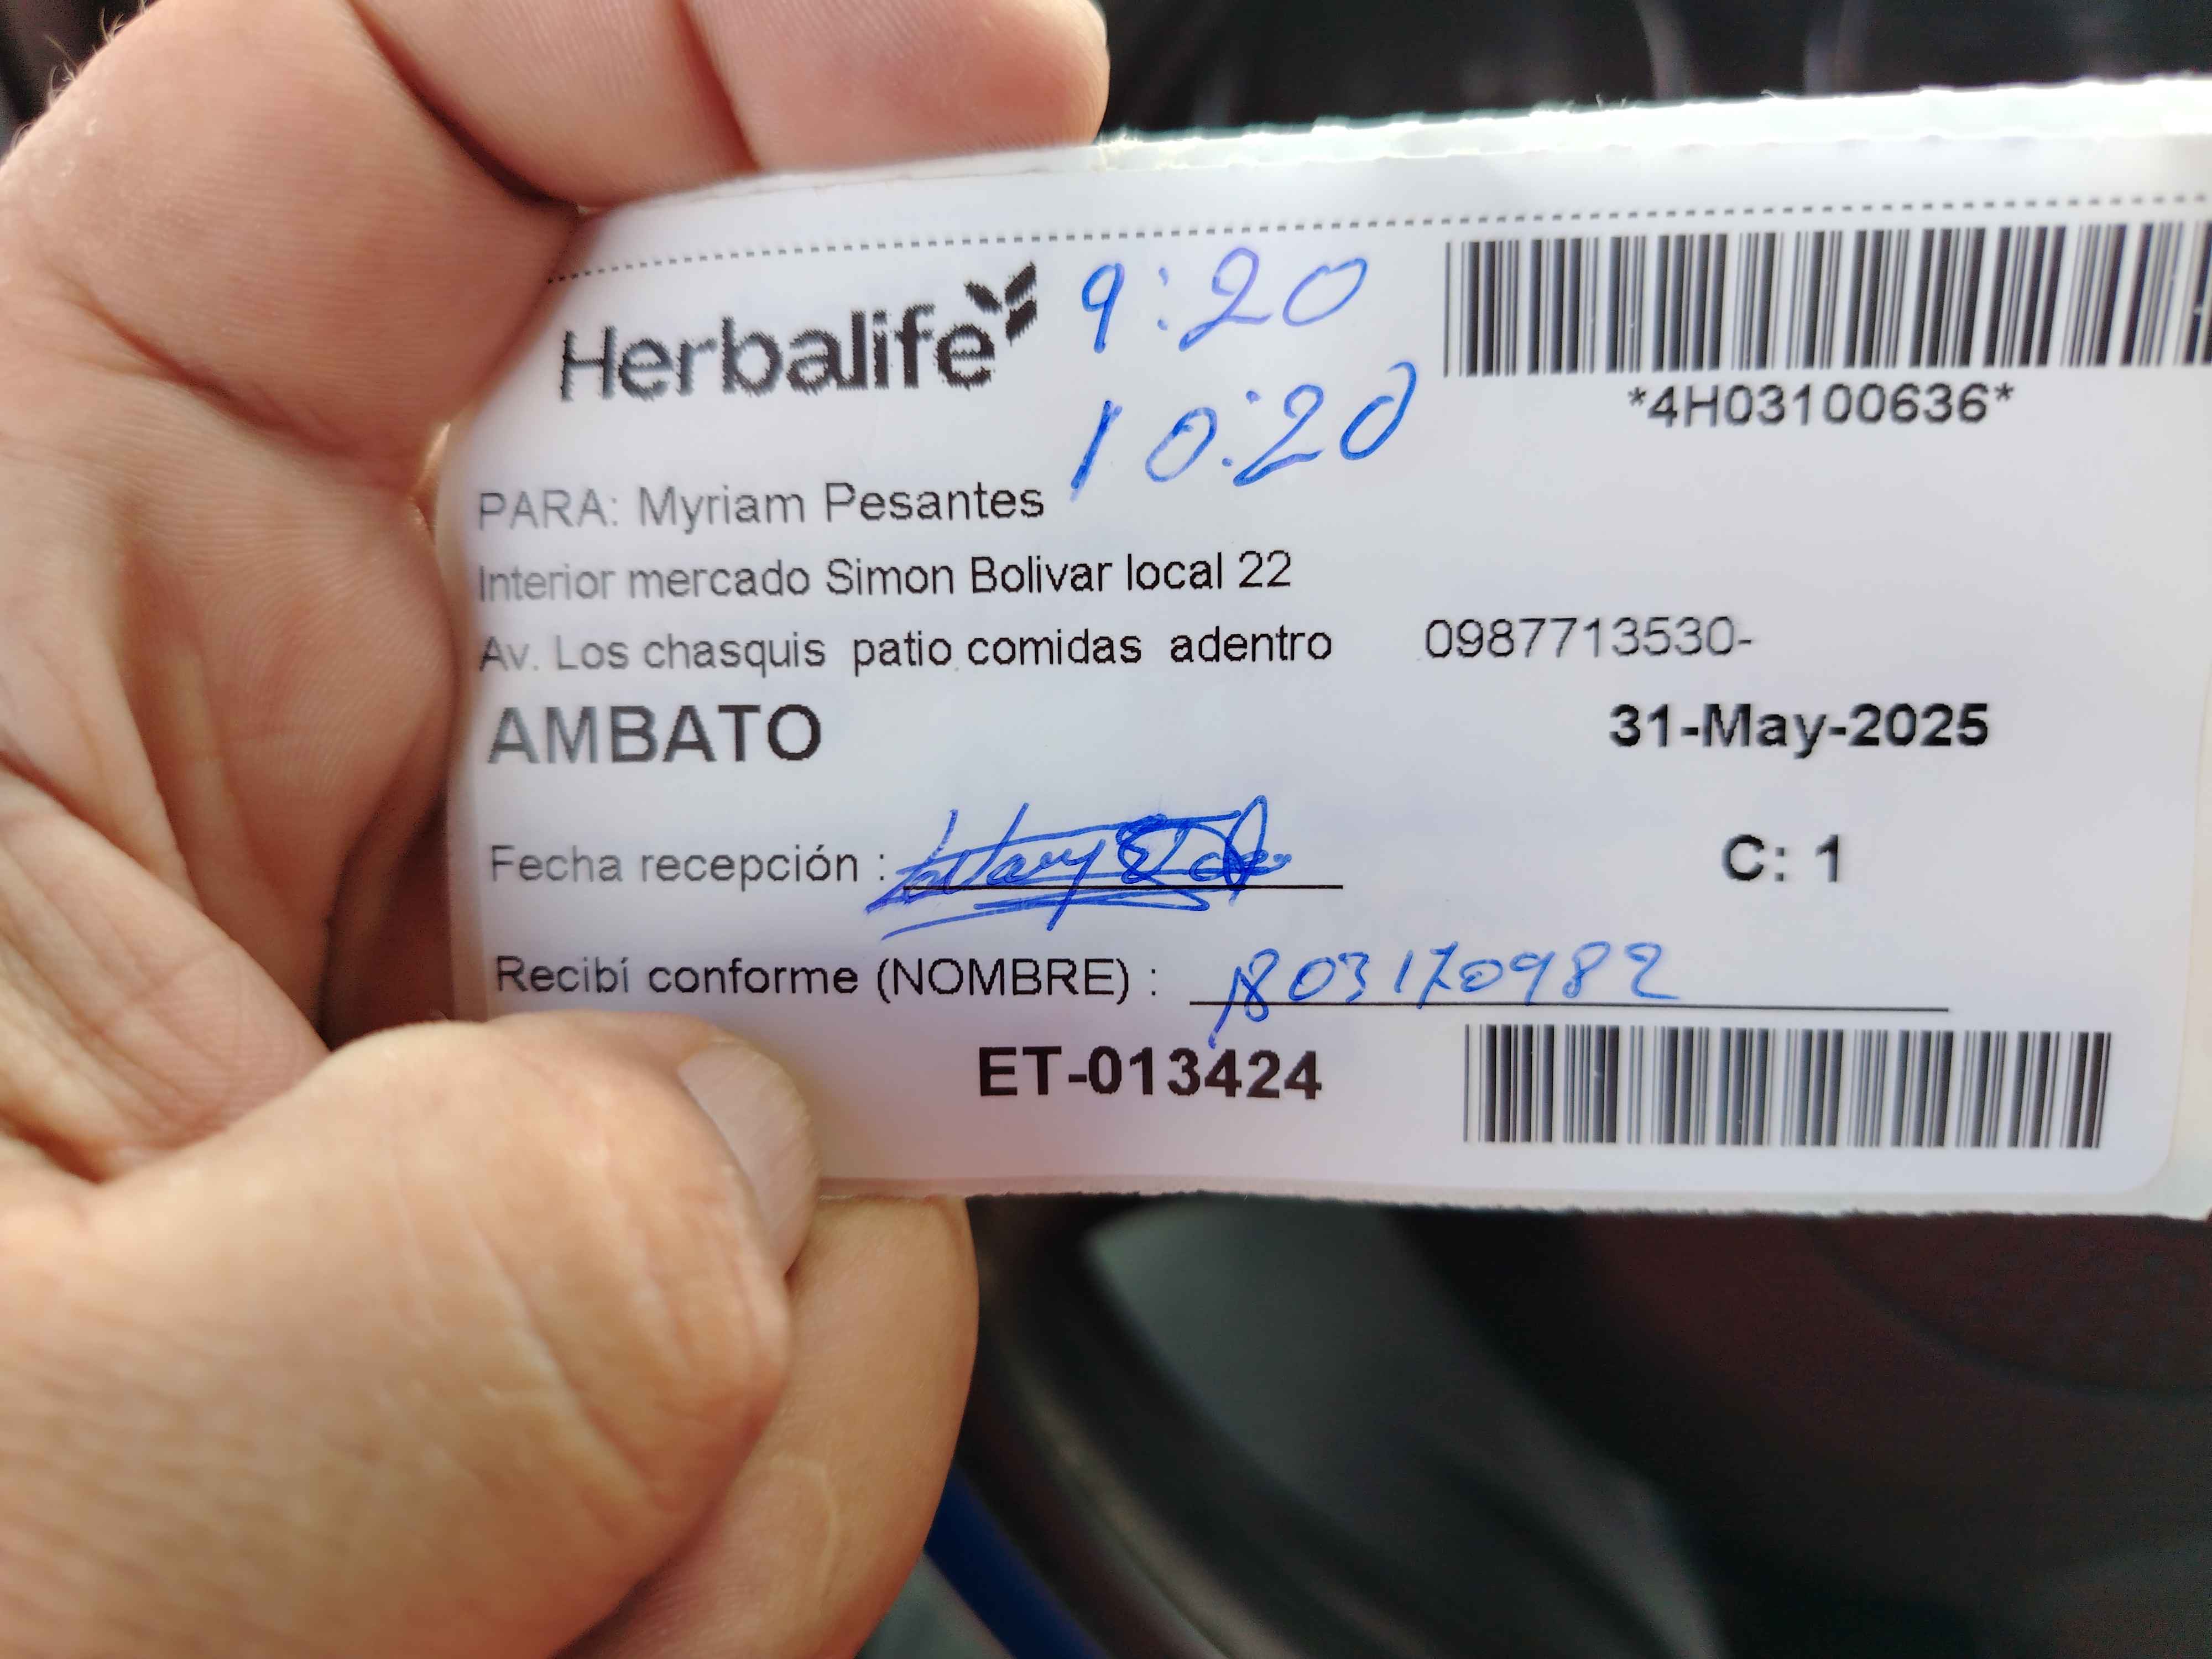 Herbalife
9:20
10:20
*4H03100636*
PARA: Myriam Pesantes
Interior mercado Simon Bolivar local 22
Av. Los chasquis patio comidas adentro 0987713530-
AMBATO
31-May-2025
Fecha recepción :
C: 1
Recibí conforme (NOMBRE) : 1803170982
ET-013424